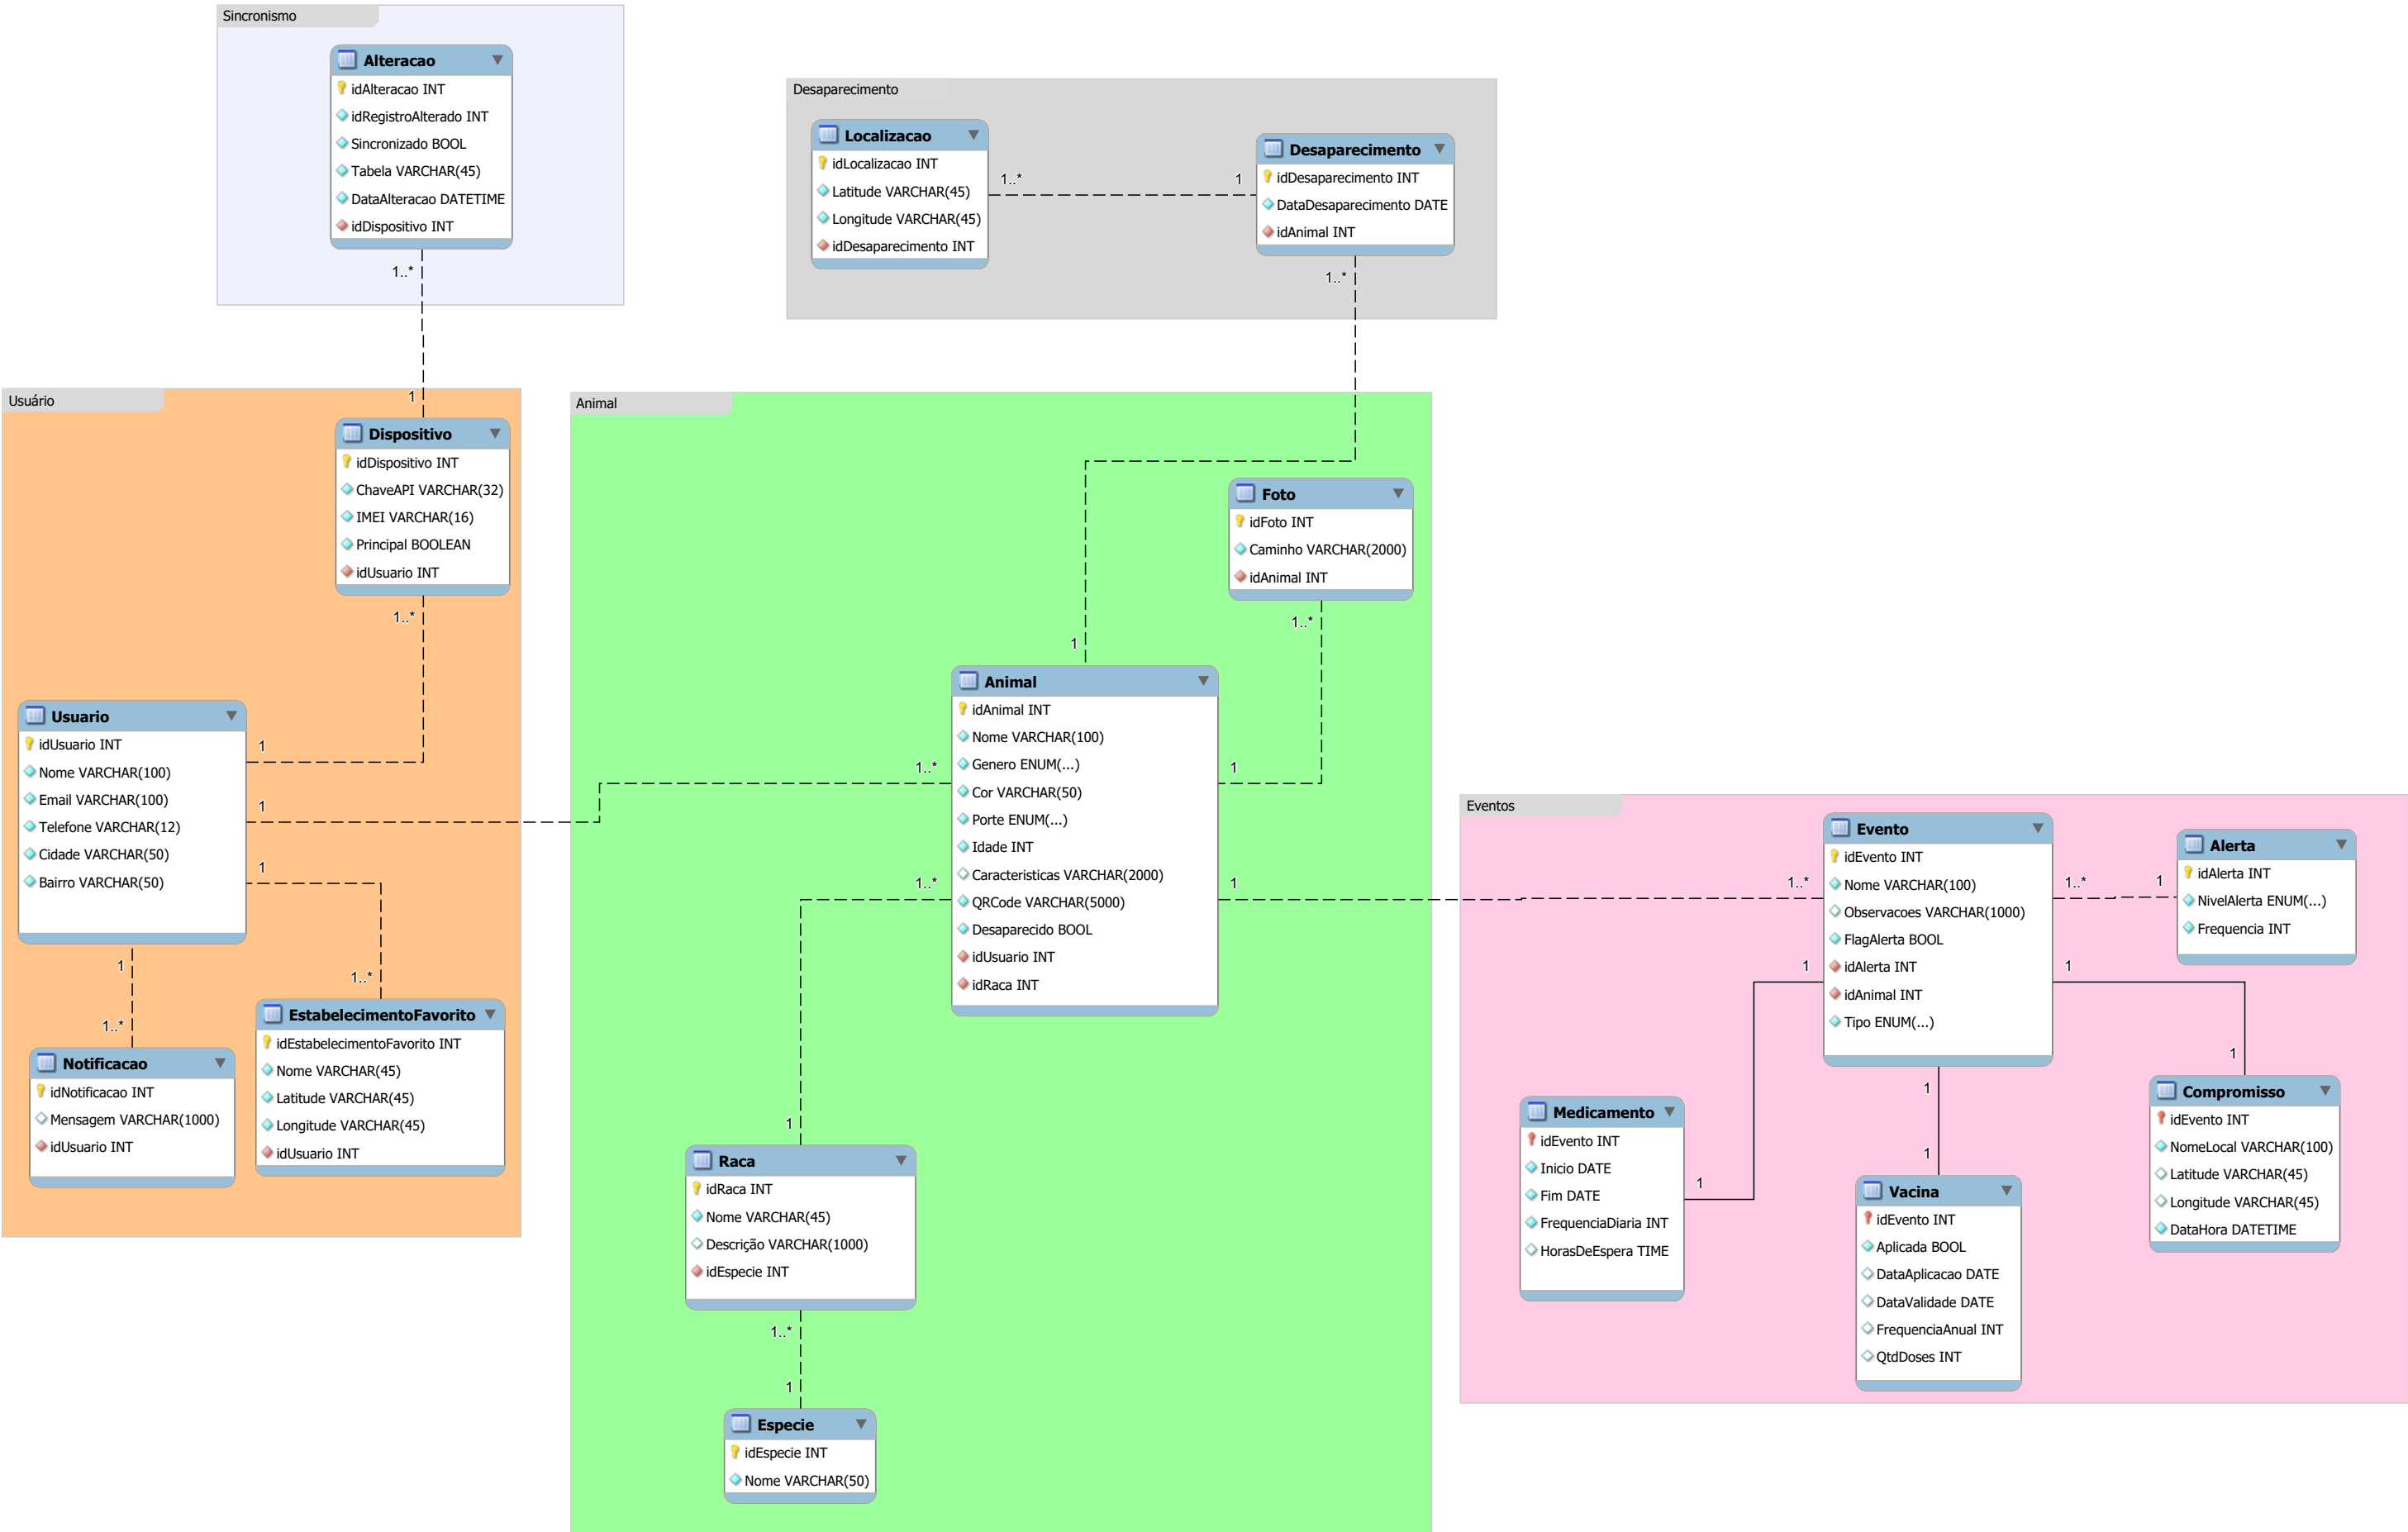 Sincronismo
Alteracao
idAlteracao INT
idRegistroAlterado INT
Sincronizado BOOL
Tabela VARCHAR(45)
DataAlteracao DATETIME
idDispositivo INT
1..*
1
Desaparecimento
Localizacao
idLocalizacao INT
Latitude VARCHAR(45)
Longitude VARCHAR(45)
idDesaparecimento INT
1..*
1
Desaparecimento
idDesaparecimento INT
DataDesaparecimento DATE
idAnimal INT
1..*
1
Usuário
Dispositivo
idDispositivo INT
ChaveAPI VARCHAR(32)
IMEI VARCHAR(16)
Principal BOOLEAN
idUsuario INT
1..*
1
Usuario
idUsuario INT
Nome VARCHAR(100)
Email VARCHAR(100)
Telefone VARCHAR(12)
Cidade VARCHAR(50)
Bairro VARCHAR(50)
1
1..*
1
1..*
1
1..*
Notificacao
idNotificacao INT
Mensagem VARCHAR(1000)
idUsuario INT
EstabelecimentoFavorito
idEstabelecimentoFavorito INT
Nome VARCHAR(45)
Latitude VARCHAR(45)
Longitude VARCHAR(45)
idUsuario INT
Animal
Foto
idFoto INT
Caminho VARCHAR(2000)
idAnimal INT
1..*
1
Animal
idAnimal INT
Nome VARCHAR(100)
Genero ENUM(...)
Cor VARCHAR(50)
Porte ENUM(...)
Idade INT
Caracteristicas VARCHAR(2000)
QRCode VARCHAR(5000)
Desaparecido BOOL
idUsuario INT
idRaca INT
1..*
1
Raca
idRaca INT
Nome VARCHAR(45)
Descrição VARCHAR(1000)
idEspecie INT
1..*
1
Especie
idEspecie INT
Nome VARCHAR(50)
1
1..*
Eventos
Evento
idEvento INT
Nome VARCHAR(100)
Observacoes VARCHAR(1000)
FlagAlerta BOOL
idAlerta INT
idAnimal INT
Tipo ENUM(...)
1..*
1
Alerta
idAlerta INT
NivelAlerta ENUM(...)
Frequencia INT
1
1
Medicamento
idEvento INT
Inicio DATE
Fim DATE
FrequenciaDiaria INT
HorasDeEspera TIME
1
1
Vacina
idEvento INT
Aplicada BOOL
DataAplicacao DATE
DataValidade DATE
FrequenciaAnual INT
QtdDoses INT
1
1
Compromisso
idEvento INT
NomeLocal VARCHAR(100)
Latitude VARCHAR(45)
Longitude VARCHAR(45)
DataHora DATETIME